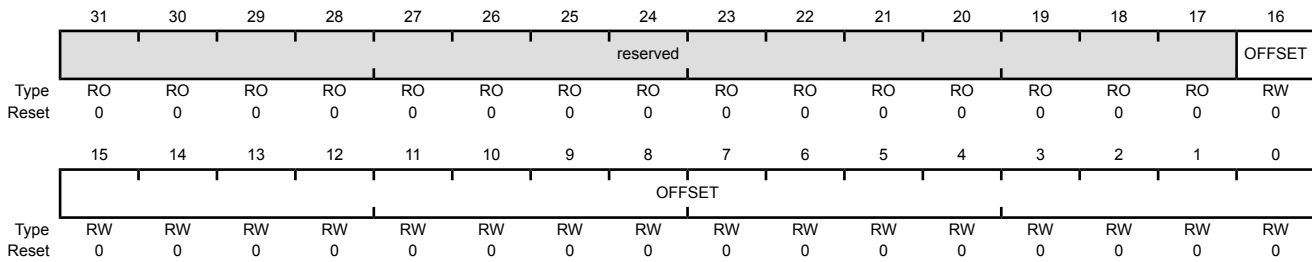 31 30 29 28 27 26 25 24 23 22 21 20 19 18 17 16
reserved OFFSET
Type RO RO RO RO RO RO RO RO RO RO RO RO RO RO RO RW
Reset 0 0 0 0 0 0 0 0 0 0 0 0 0 0 0 0
15 14 13 12 11 10 9 8 7 6 5 4 3 2 1 0
OFFSET
Type RW RW RW RW RW RW RW RW RW RW RW RW RW RW RW RW
Reset 0 0 0 0 0 0 0 0 0 0 0 0 0 0 0 0